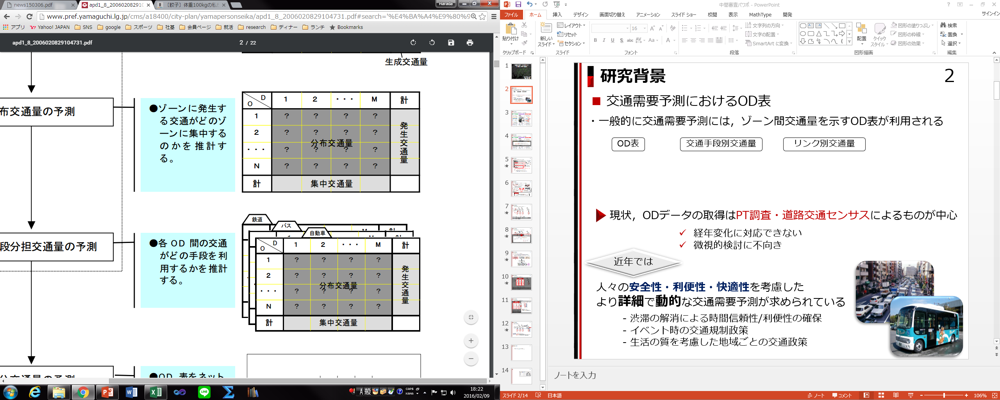 news150306.pdf
apd1_8_20060208291
〔餃子〕体重100kgの私が
Harada
www.pref.yamaguchi.lg.jp/cms/a18400/city-plan/yamapersonseika/apd1_8_2006020829104731.pdf#search='%E4%BA%A4%E9%80%9
アプリ Yahoo! JAPAN SNS google スポーツ 社基 会員ページ 就活 research ディナー ランチ Bookmarks
apd1_8_2006020829104731.pdf
2 / 22
生成交通量
布交通量の予測
●ゾーンに発生す
る交通がどのゾ
ーンに集中する
のかを推計す
る。
D
O
1 2 ・・・ M 計
1 ? ? ? ?
2 ? ? ? ?
・・・ ? ? ? ?
N ? ? ? ?
分布交通量
発生交通量
計 集中交通量
段分担交通量の予測
●各 OD 間の交通
がどの手段を利
用するかを推計
する。
鉄道
バス
自動車
D
O
1 2 ・・・ M 計
1 ? ? ? ?
2 ? ? ? ?
・・・ ? ? ? ?
N ? ? ? ?
分布交通量
発生交通量
計 集中交通量
●OD 表をネット
A 般
CAPS
KANA
18:22
2016/02/09
中間審査パワポ - PowerPoint
サインイン
ファイル ホーム 挿入 デザイン 画面切り替え アニメーション スライド ショー 校閲 表示 MathType 開発
貼り付け
新しい
スライド
レイアウト
リセット
セクション
16
B I U S abc AV Aa A
文字列の方向
文字の配置
SmartArt に変換
配置
クイック
スタイル
図形の塗りつぶし
図形の枠線
図形の効果
検索
置換
選択
クリップボード スライド フォント 段落 図形描画 編集
1
2
3
4
5
6
7
8
9
10
11
12
13
14
研究背景
2
■ 交通需要予測におけるOD表
・一般的に交通需要予測には，ゾーン間交通量を示すOD表が利用される
OD表 交通手段別交通量 リンク別交通量
現状，ODデータの取得はPT調査・道路交通センサスによるものが中心
✓ 経年変化に対応できない
✓ 微視的検討に不向き
近年では
人々の安全性・利便性・快適性を考慮した
より詳細で動的な交通需要予測が求められている
- 渋滞の解消による時間信頼性/利便性の確保
- イベント時の交通規制政策
- 生活の質を考慮した地域ごとの交通政策
ノートを入力
スライド 2/14 日本語
ノート コメント 106%